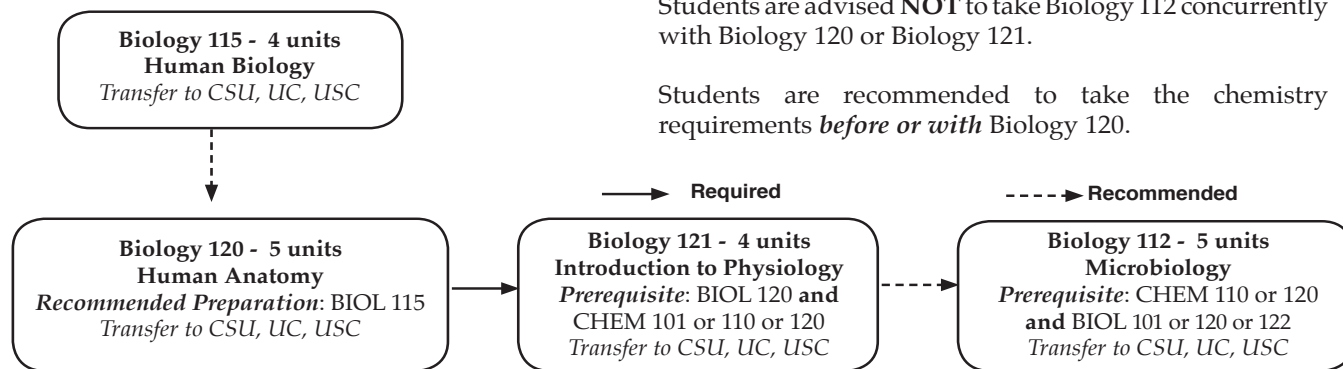 Students are advised NOT to take Biology 112 concurrently
with Biology 120 or Biology 121.
Students are recommended to take the chemistry
requirements before or with Biology 120.
Biology 115 - 4 units
Human Biology
Transfer to CSU, UC, USC
Required
Recommended
Biology 120 - 5 units
Human Anatomy
Recommended Preparation: BIOL 115
Transfer to CSU, UC, USC
Biology 121 - 4 units
Introduction to Physiology
Prerequisite: BIOL 120 and
CHEM 101 or 110 or 120
Transfer to CSU, UC, USC
Biology 112 - 5 units
Microbiology
Prerequisite: CHEM 110 or 120
and BIOL 101 or 120 or 122
Transfer to CSU, UC, USC